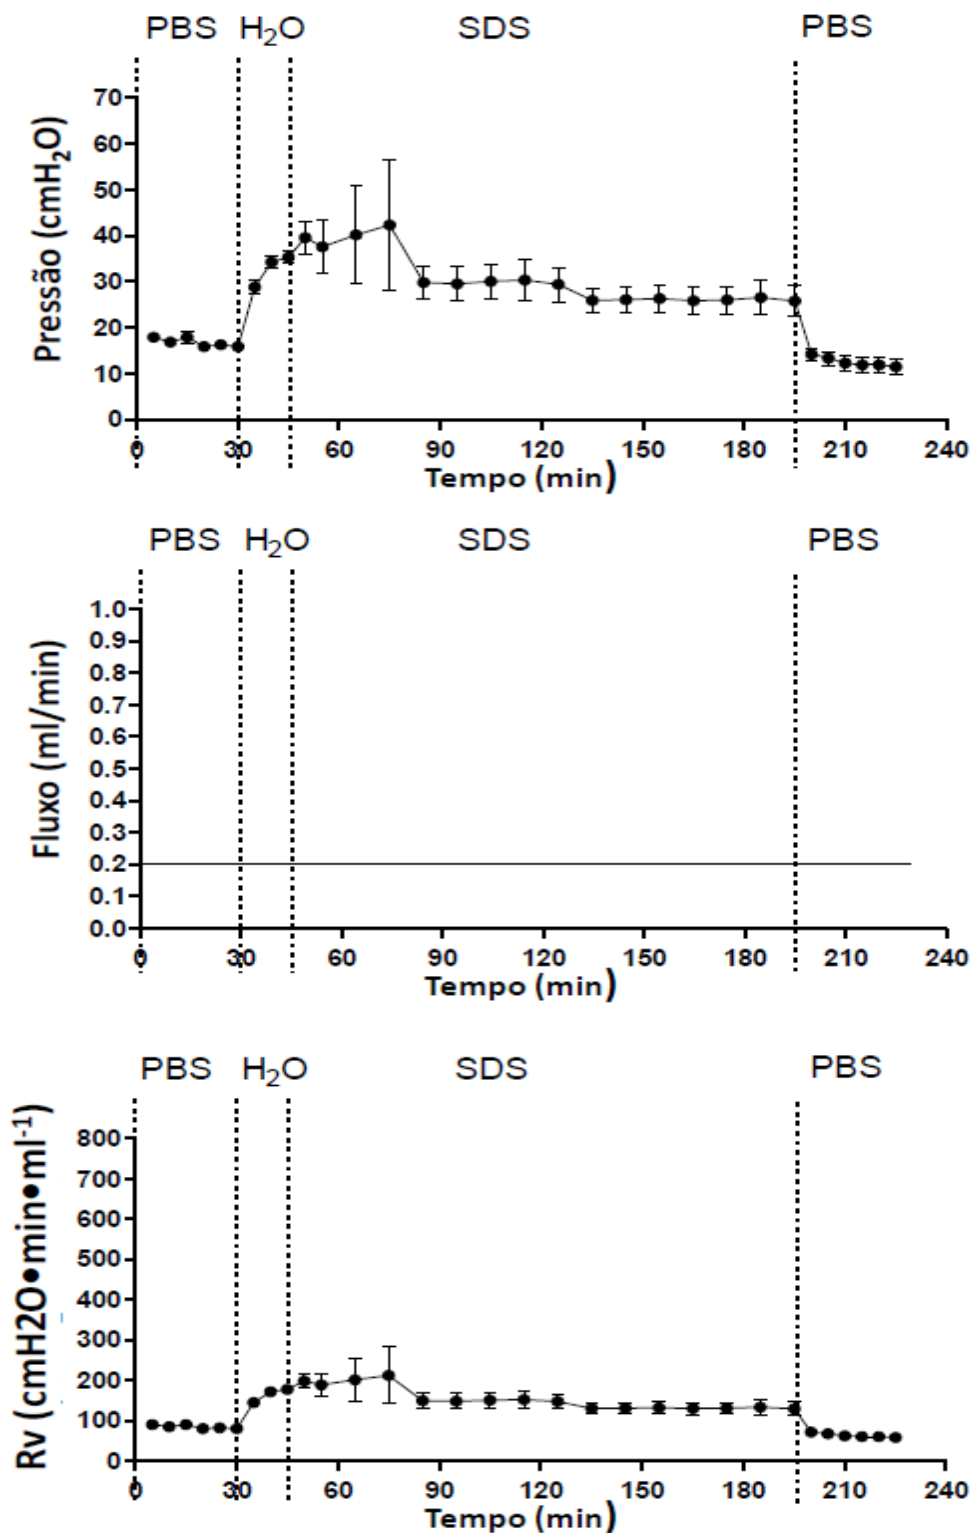 PBS H₂O SDS PBS
Pressão (cmH₂O)
70
60
50
40
30
20
10
0
0 30 60 90 120 150 180 210 240
Tempo (min)
PBS H₂O SDS PBS
Fluxo (ml/min)
1.0
0.9
0.8
0.7
0.6
0.5
0.4
0.3
0.2
0.1
0.0
0 30 60 90 120 150 180 210 240
Tempo (min)
PBS H₂O SDS PBS
Rv (cmH2O•min•ml⁻¹)
800
700
600
500
400
300
200
100
0
0 30 60 90 120 150 180 210 240
Tempo (min)